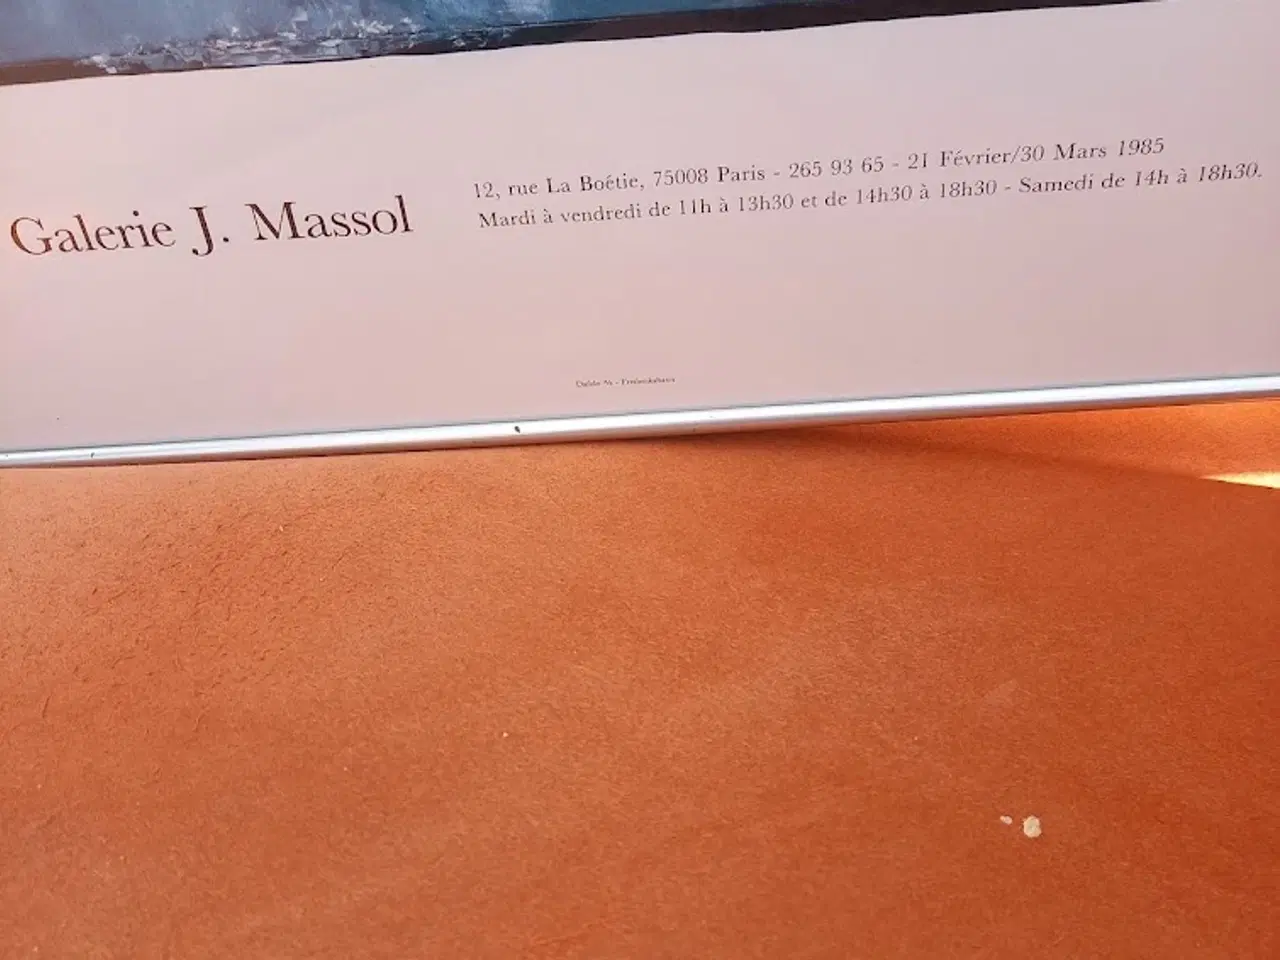 Galerie J. Massol
12, rue La Boétie, 75008 Paris - 265 93 65 - 21 Février/30 Mars 1985
Mardi à vendredi de 11h à 13h30 et de 14h30 à 18h30 - Samedi de 14h à 18h30.